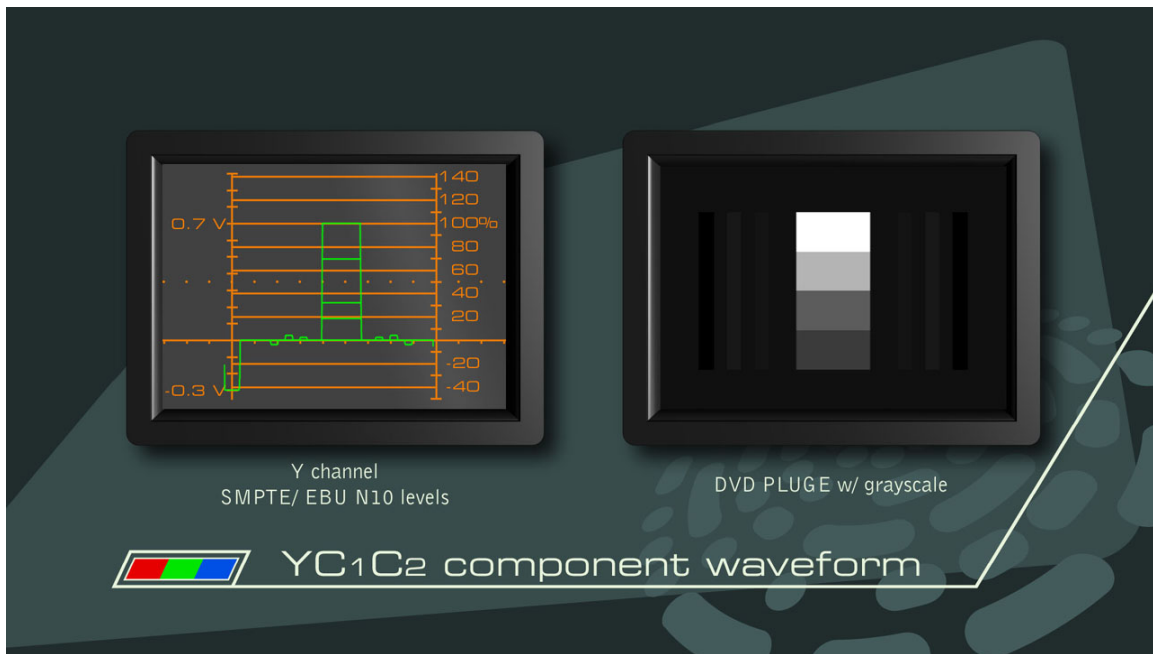 140
120
0.7 V
100%
80
60
40
20
-20
-0.3 V
-40
Y channel
SMPTE/ EBU N10 levels
DVD PLUGE w/ grayscale
YC1C2 component waveform